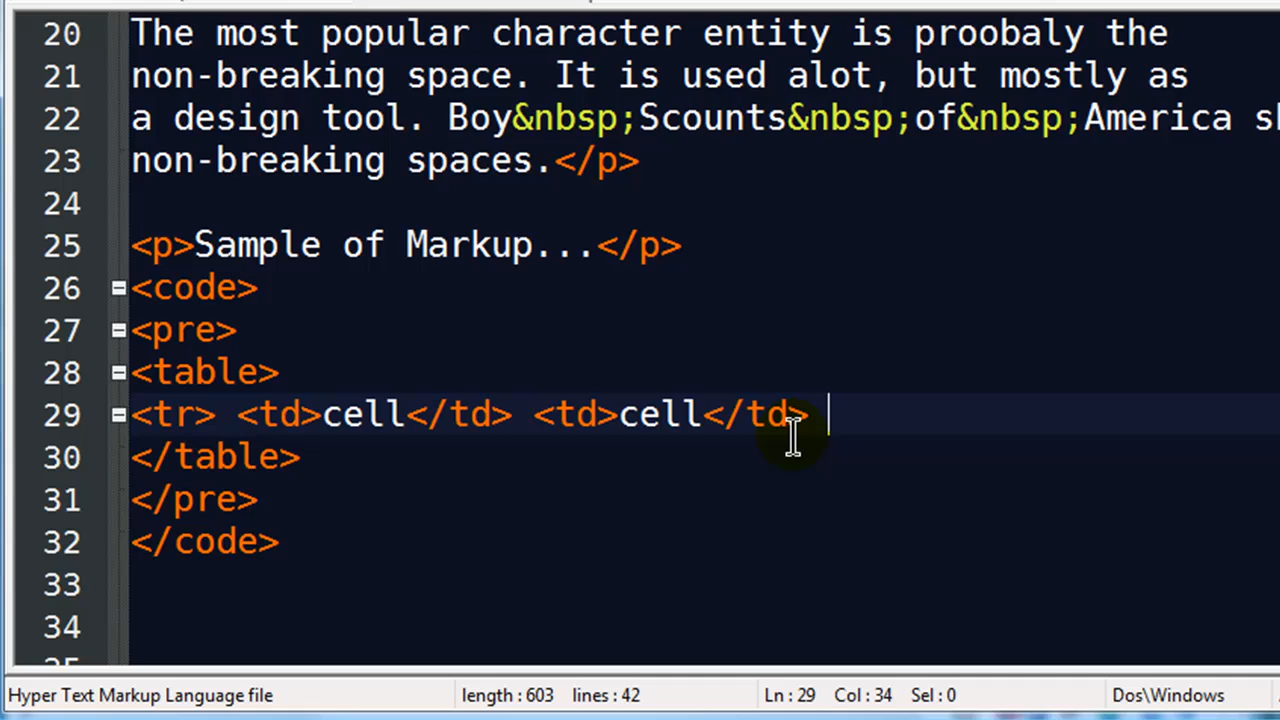 20 The most popular character entity is proobaly the
21 non-breaking space. It is used alot, but mostly as
22 a design tool. Boy&nbsp;Scounts&nbsp;of&nbsp;America s
23 non-breaking spaces.</p>
24
25 <p>Sample of Markup...</p>
26 <code>
27 <pre>
28 <table>
29 <tr> <td>cell</td> <td>cell</td>
30 </table>
31 </pre>
32 </code>
33
34
Hyper Text Markup Language file length : 603 lines : 42 Ln : 29 Col : 34 Sel : 0 Dos\Windows